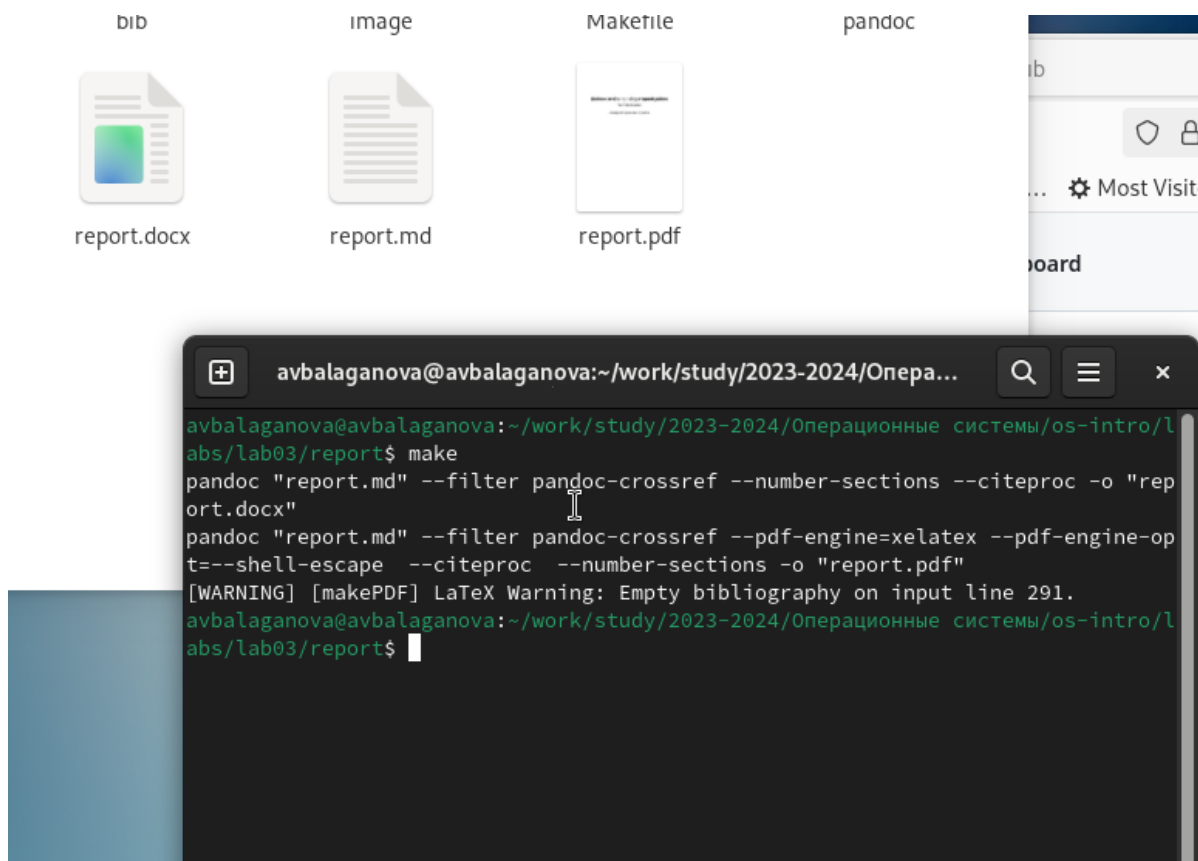 bib image Makefile pandoc
ub
... Most Visit
report.docx report.md report.pdf
board
avbalaganova@avbalaganova:~/work/study/2023-2024/Опера...
avbalaganova@avbalaganova:~/work/study/2023-2024/Операционные системы/os-intro/l
abs/lab03/report$ make
pandoc "report.md" --filter pandoc-crossref --number-sections --citeproc -o "rep
ort.docx"
pandoc "report.md" --filter pandoc-crossref --pdf-engine=xelatex --pdf-engine-op
t=--shell-escape  --citeproc  --number-sections -o "report.pdf"
[WARNING] [makePDF] LaTeX Warning: Empty bibliography on input line 291.
avbalaganova@avbalaganova:~/work/study/2023-2024/Операционные системы/os-intro/l
abs/lab03/report$